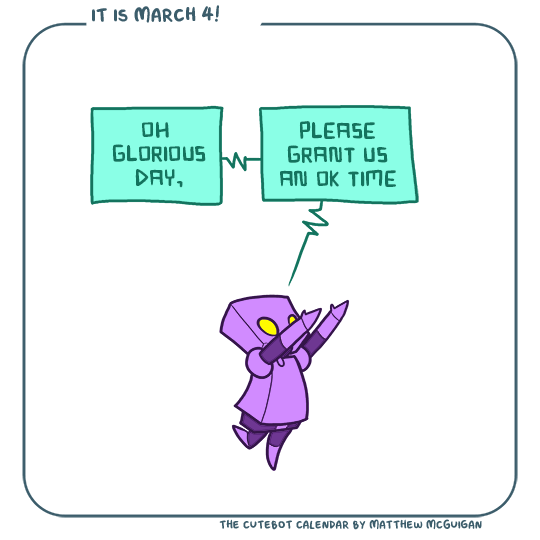 IT IS MARCH 4!
OH
GLORIOUS
DAY,
PLEASE
GRANT US
AN OK TIME
THE CUTEBOT CALENDAR BY MATTHEW MCGUIGAN